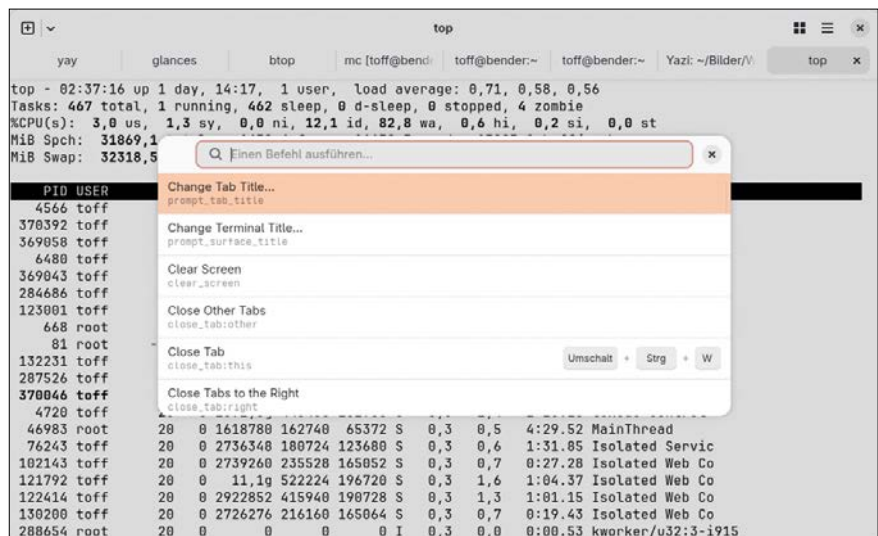 top
yay glances btop mc [toff@bende toff@bender:~ toff@bender:~ Yazi: ~/Bilder/W top
top - 02:37:16 up 1 day, 14:17, 1 user, load average: 0,71, 0,58, 0,56
Tasks: 467 total, 1 running, 462 sleep, 0 d-sleep, 0 stopped, 4 zombie
%CPU(s): 3,0 us, 1,3 sy, 0,0 ni, 12,1 id, 82,8 wa, 0,6 hi, 0,2 si, 0,0 st
MiB Spch: 31869,1
MiB Swap: 32318,5
Einen Befehl ausführen...
PID USER
Change Tab Title...
prompt_tab_title
4566 toff
370392 toff
Change Terminal Title...
prompt_surface_title
369058 toff
6480 toff
Clear Screen
clear_screen
369043 toff
284686 toff
Close Other Tabs
close_tab:other
123001 toff
668 root
81 root -
Close Tab Umschalt + Strg + W
close_tab:this
132231 toff
287526 toff
Close Tabs to the Right
close_tab:right
370046 toff
4720 toff
46983 root 20 0 1618780 162740 65372 S 0,3 0,5 4:29.52 MainThread
76243 toff 20 0 2736348 180724 123680 S 0,3 0,6 1:31.85 Isolated Servic
102143 toff 20 0 2739260 235528 165052 S 0,3 0,7 0:27.28 Isolated Web Co
121792 toff 20 0 11,1g 522224 196720 S 0,3 1,6 1:04.37 Isolated Web Co
122414 toff 20 0 2922852 415940 190728 S 0,3 1,3 1:01.15 Isolated Web Co
130200 toff 20 0 2726276 216160 165064 S 0,3 0,7 0:19.43 Isolated Web Co
288654 root 20 0 0 0 0 I 0,3 0,0 0:00.53 kworker/u32:3-i915